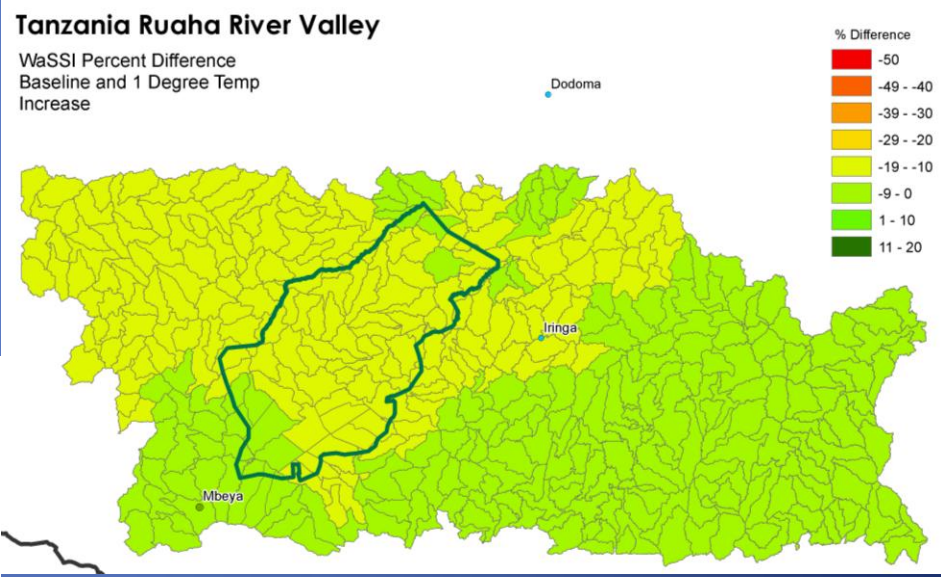 Tanzania Ruaha River Valley
WaSSI Percent Difference
Baseline and 1 Degree Temp
Increase
% Difference
-50
-49 - -40
-39 - -30
-29 - -20
-19 - -10
-9 - 0
1 - 10
11 - 20
Dodoma
Iringa
Mbeya